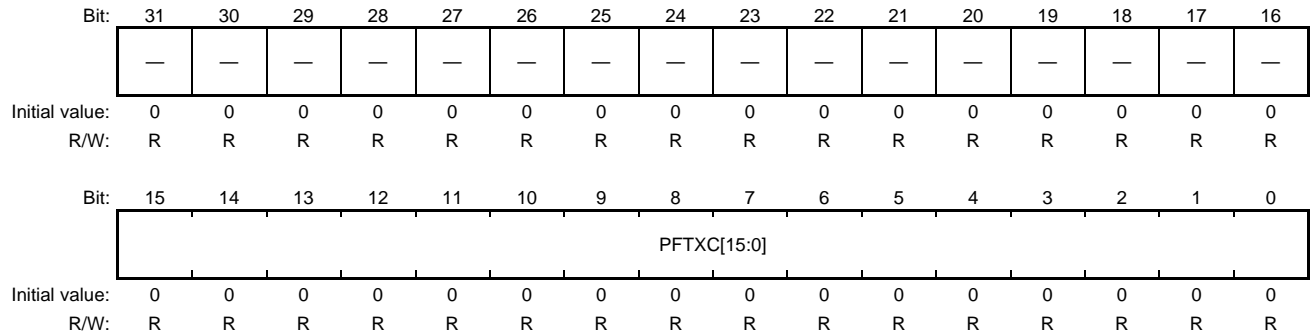 Bit: 31 30 29 28 27 26 25 24 23 22 21 20 19 18 17 16
— — — — — — — — — — — — — — — —
Initial value: 0 0 0 0 0 0 0 0 0 0 0 0 0 0 0 0
R/W: R R R R R R R R R R R R R R R R
Bit: 15 14 13 12 11 10 9 8 7 6 5 4 3 2 1 0
PFTXC[15:0]
Initial value: 0 0 0 0 0 0 0 0 0 0 0 0 0 0 0 0
R/W: R R R R R R R R R R R R R R R R